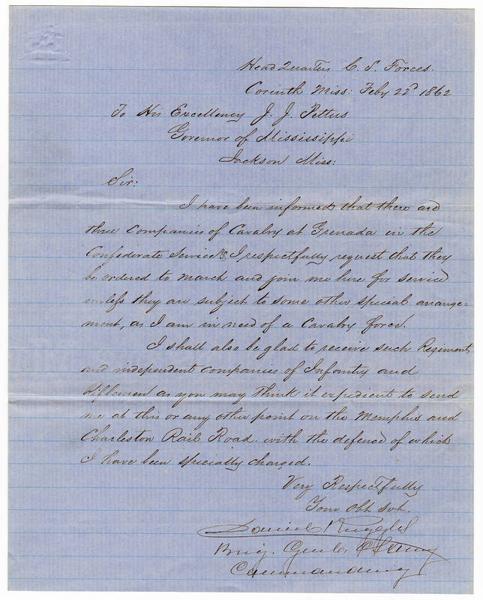 Head Quarters C. S. Forces.
Corinth Miss: Feby 22d 1862
To His Excellency J. J. Pettus
Governor of Mississippi
Jackson Miss:
Sir:
I have been informed that there are
three Companies of Cavalry at Grenada in the
Confederate Service & I respectfully request that they
be ordered to march and join me here for service
unless they are subject to some other special arrange-
ment, as I am in need of a Cavalry force.
I shall also be glad to receive such Regiments
and independent companies of Infantry and
Riflemen as you may think it expedient to send
me at this or any other point on the Memphis and
Charleston Rail Road with the defence of which
I have been specially charged.
Very Respectfully
Your Obt Svt.
Daniel Ruggles
Brig. Genl. C S Army
Commanding